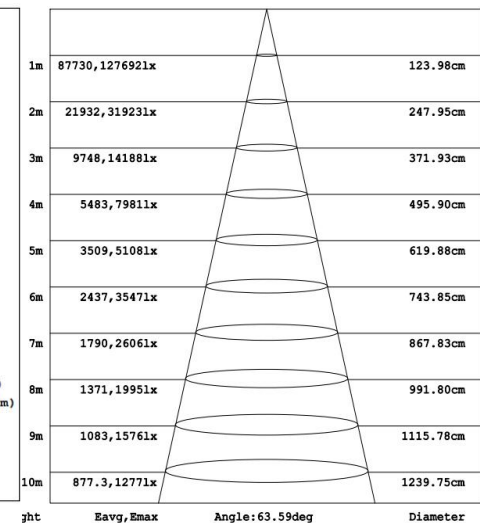 1m 87730,127692lx 123.98cm
2m 21932,31923lx 247.95cm
3m 9748,14188lx 371.93cm
4m 5483,7981lx 495.90cm
5m 3509,5108lx 619.88cm
6m 2437,3547lx 743.85cm
7m 1790,2606lx 867.83cm
)
8m 1371,1995lx 991.80cm
m)
9m 1083,1576lx 1115.78cm
10m 877.3,1277lx 1239.75cm
ght Eavg,Emax Angle:63.59deg Diameter